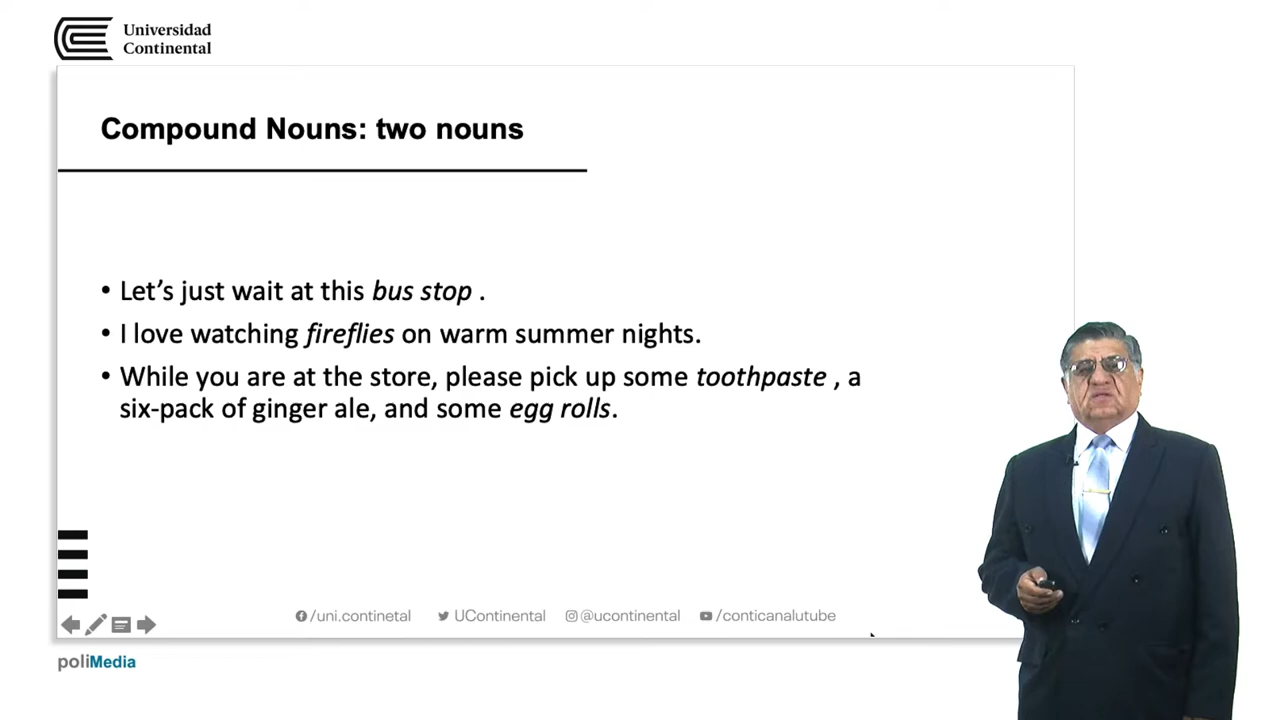 Universidad
Continental
Compound Nouns: two nouns
• Let’s just wait at this bus stop .
• I love watching fireflies on warm summer nights.
• While you are at the store, please pick up some toothpaste , a
six-pack of ginger ale, and some egg rolls.
/uni.continetal UContinental @ucontinental /conticanalutube
poliMedia